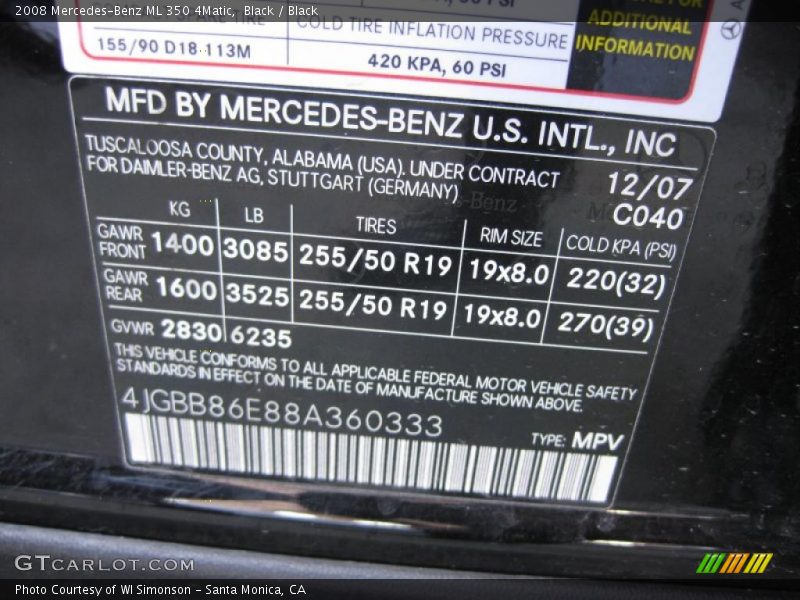 2008 Mercedes-Benz ML 350 4Matic, Black / Black
ADDITIONAL
INFORMATION
COLD TIRE INFLATION PRESSURE
155/90 D18 113M
420 KPA, 60 PSI
MFD BY MERCEDES-BENZ U.S. INTL., INC
TUSCALOOSA COUNTY, ALABAMA (USA). UNDER CONTRACT
FOR DAIMLER-BENZ AG, STUTTGART (GERMANY)
12/07
C040
KG LB TIRES RIM SIZE COLD KPA (PSI)
GAWR FRONT 1400 3085 255/50 R19 19x8.0 220(32)
GAWR REAR 1600 3525 255/50 R19 19x8.0 270(39)
GVWR 2830 6235
THIS VEHICLE CONFORMS TO ALL APPLICABLE FEDERAL MOTOR VEHICLE SAFETY
STANDARDS IN EFFECT ON THE DATE OF MANUFACTURE SHOWN ABOVE.
4JGBB86E88A360333
TYPE: MPV
GTCARLOT.COM
Photo Courtesy of WI Simonson - Santa Monica, CA